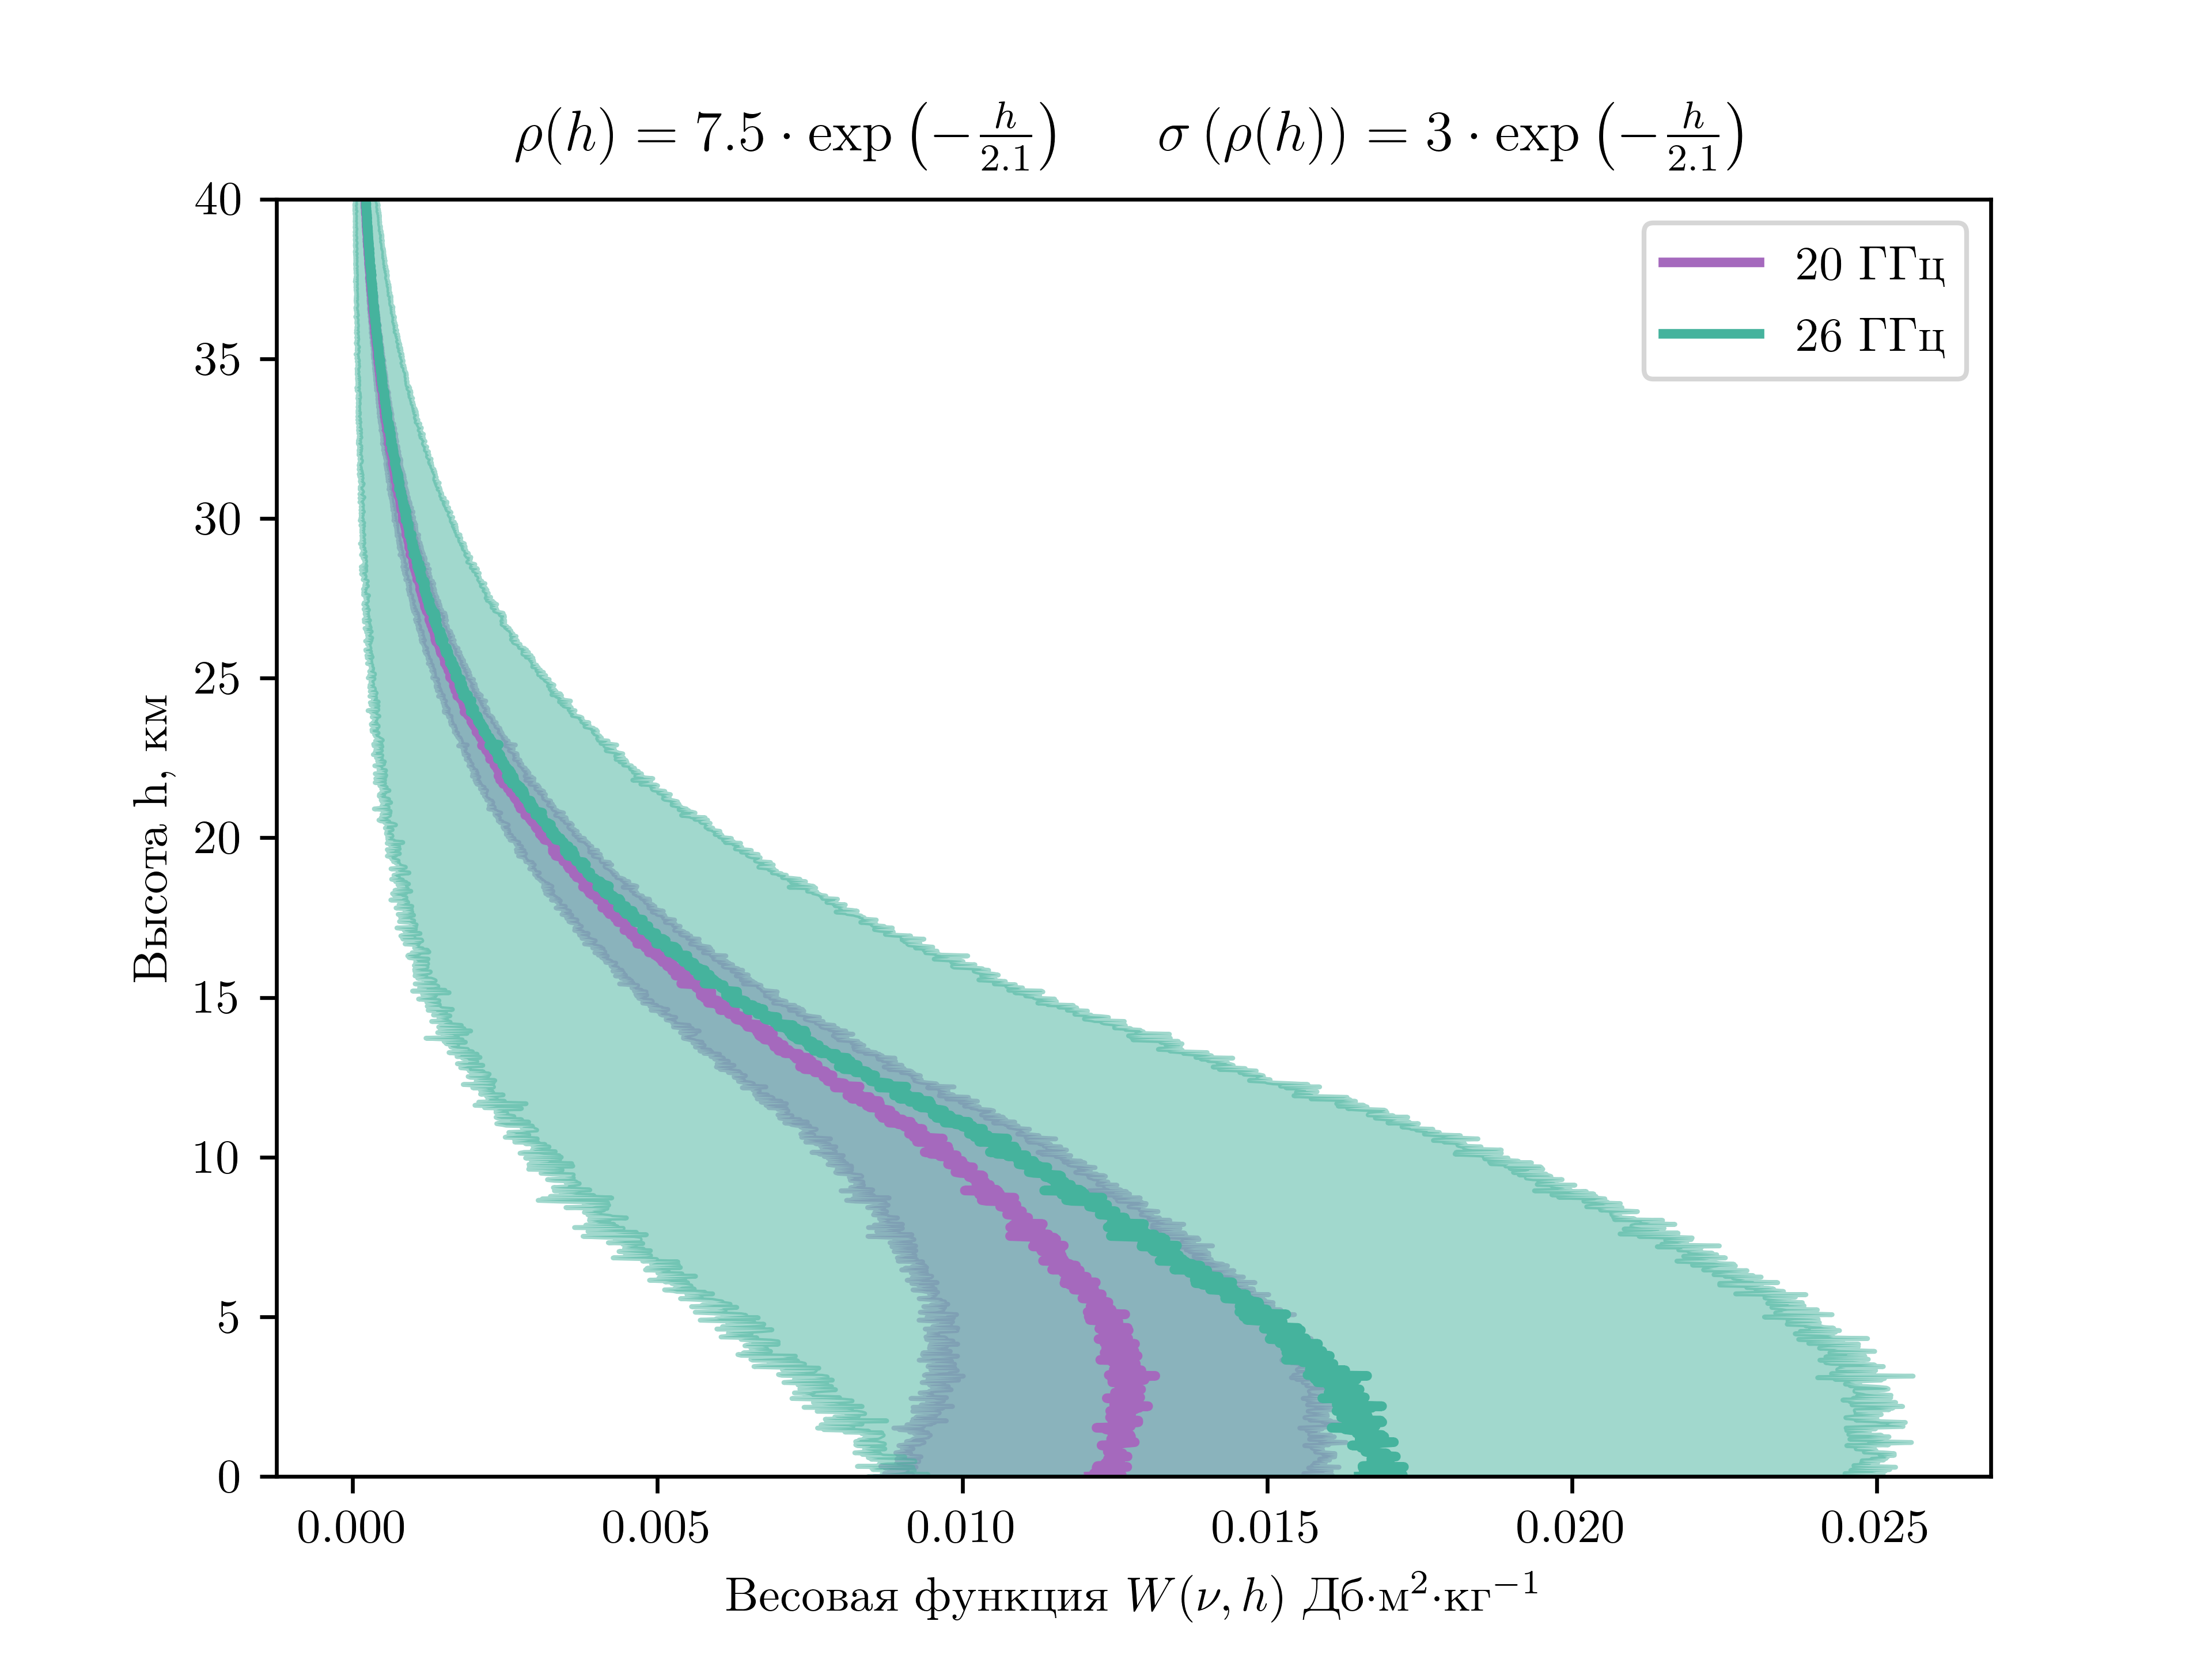 ρ(h) = 7.5 · exp(−h/2.1) σ(ρ(h)) = 3 · exp(−h/2.1)
20 ГГц
26 ГГц
Высота h, км
40
35
30
25
20
15
10
5
0
0.000 0.005 0.010 0.015 0.020 0.025
Весовая функция W(ν, h) Дб·м²·кг⁻¹